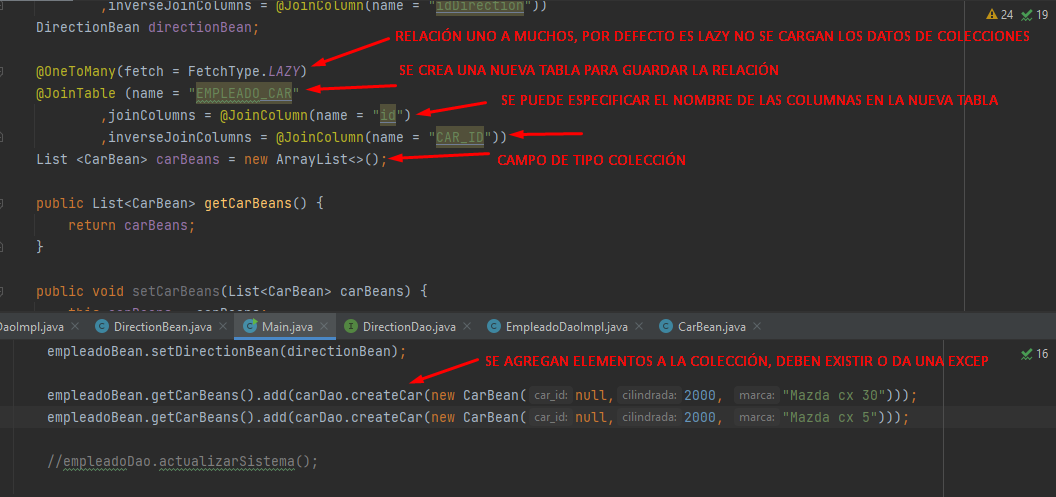 ,inverseJoinColumns = @JoinColumn(name = "idDirection"))
24 19
DirectionBean directionBean;
RELACIÓN UNO A MUCHOS, POR DEFECTO ES LAZY NO SE CARGAN LOS DATOS DE COLECCIONES
@OneToMany(fetch = FetchType.LAZY)
SE CREA UNA NUEVA TABLA PARA GUARDAR LA RELACIÓN
@JoinTable (name = "EMPLEADO_CAR"
SE PUEDE ESPECIFICAR EL NOMBRE DE LAS COLUMNAS EN LA NUEVA TABLA
,joinColumns = @JoinColumn(name = "id")
,inverseJoinColumns = @JoinColumn(name = "CAR_ID"))
List <CarBean> carBeans = new ArrayList<>();
CAMPO DE TIPO COLECCIÓN
public List<CarBean> getCarBeans() {
return carBeans;
}
public void setCarBeans(List<CarBean> carBeans) {
DaoImpl.java DirectionBean.java Main.java DirectionDao.java EmpleadoDaoImpl.java CarBean.java
empleadoBean.setDirectionBean(directionBean);
16
SE AGREGAN ELEMENTOS A LA COLECCIÓN, DEBEN EXISTIR O DA UNA EXCEP
empleadoBean.getCarBeans().add(carDao.createCar(new CarBean( car_id: null, cilindrada: 2000, marca: "Mazda cx 30")));
empleadoBean.getCarBeans().add(carDao.createCar(new CarBean( car_id: null, cilindrada: 2000, marca: "Mazda cx 5")));
//empleadoDao.actualizarSistema();